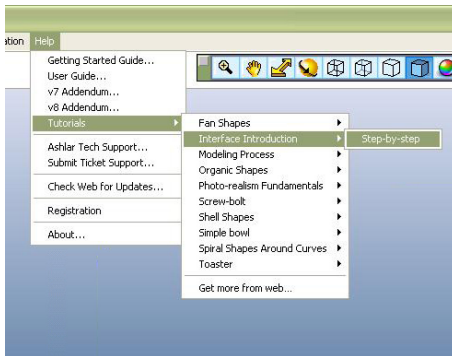 ation Help
Getting Started Guide...
User Guide...
v7 Addendum...
v8 Addendum...
Tutorials
Ashlar Tech Support...
Submit Ticket Support...
Check Web for Updates...
Registration
About...
Fan Shapes
Interface Introduction
Modeling Process
Organic Shapes
Photo-realism Fundamentals
Screw-bolt
Shell Shapes
Simple bowl
Spiral Shapes Around Curves
Toaster
Get more from web...
Step-by-step